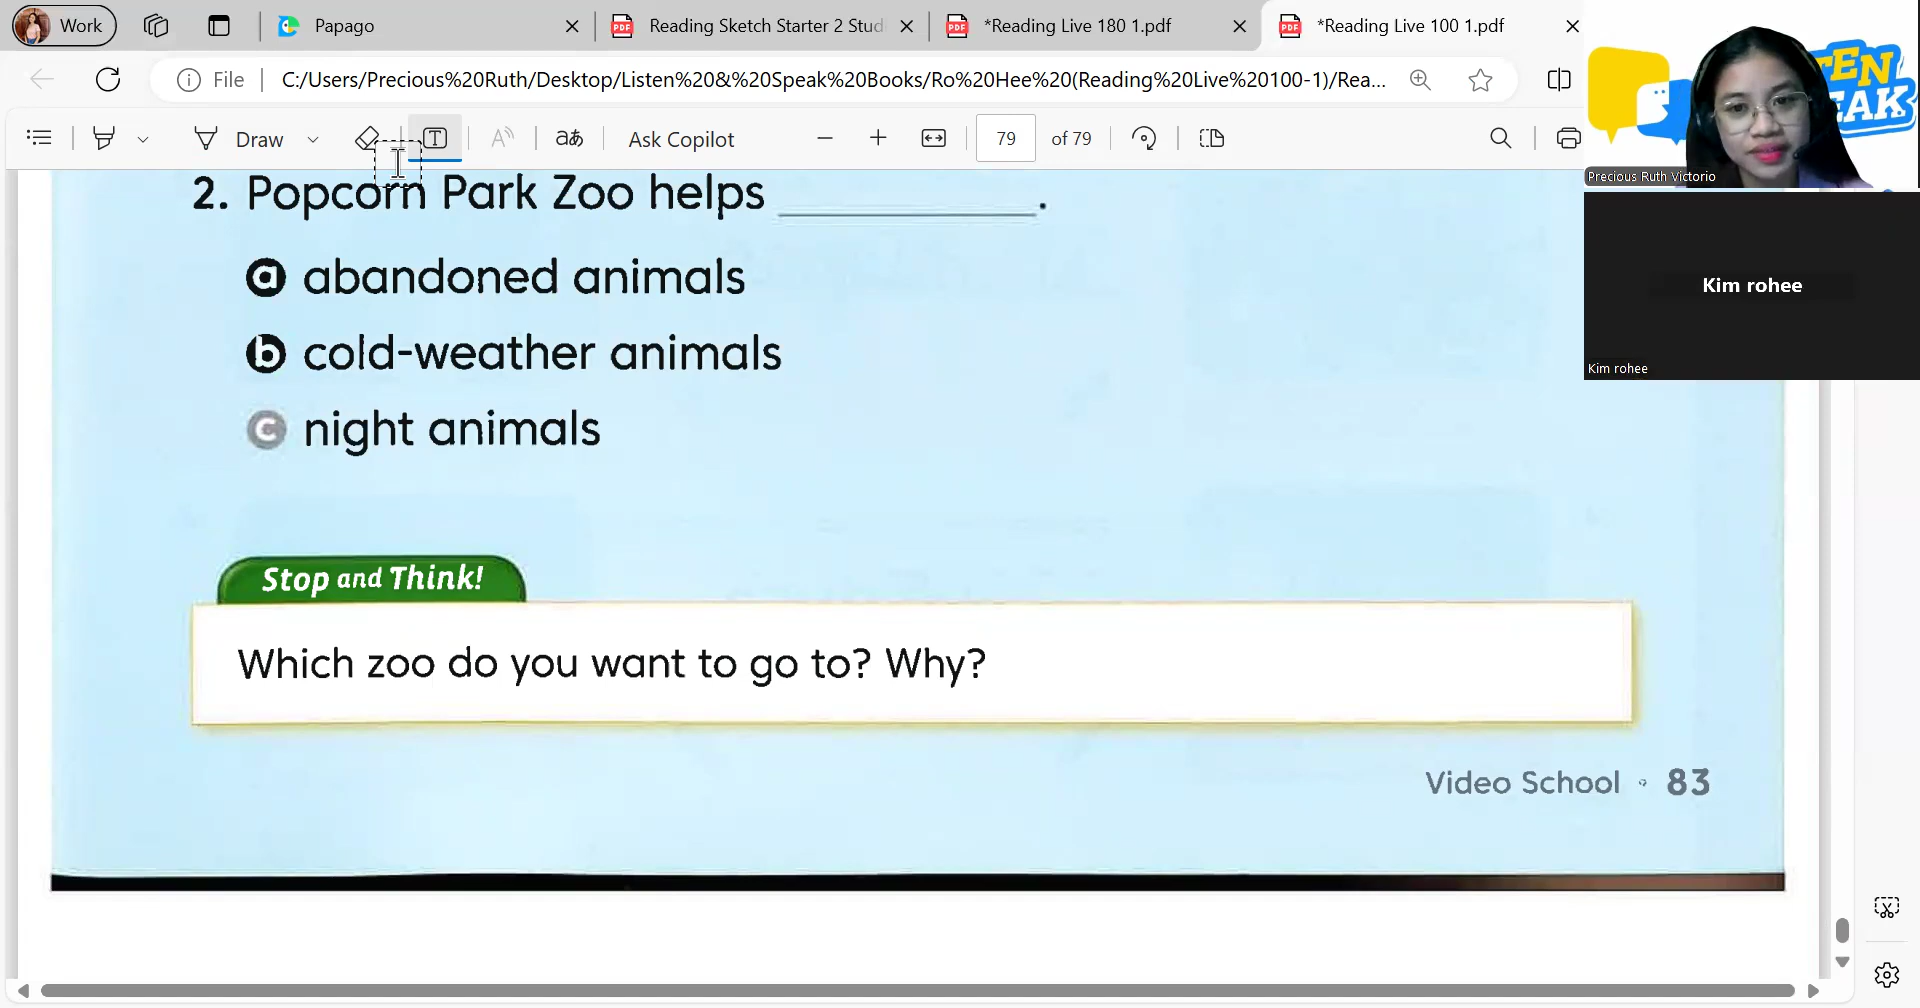 Work
Papago
Reading Sketch Starter 2 Stud
*Reading Live 180 1.pdf
*Reading Live 100 1.pdf
File
C:/Users/Precious%20Ruth/Desktop/Listen%20&%20Speak%20Books/Ro%20Hee%20(Reading%20Live%20100-1)/Rea...
Draw
Ask Copilot
79
of 79
Precious Ruth Victorio
Kim rohee
Kim rohee
2. Popcorn Park Zoo helps ___________.
a abandoned animals
b cold-weather animals
c night animals
Stop and Think!
Which zoo do you want to go to? Why?
Video School • 83